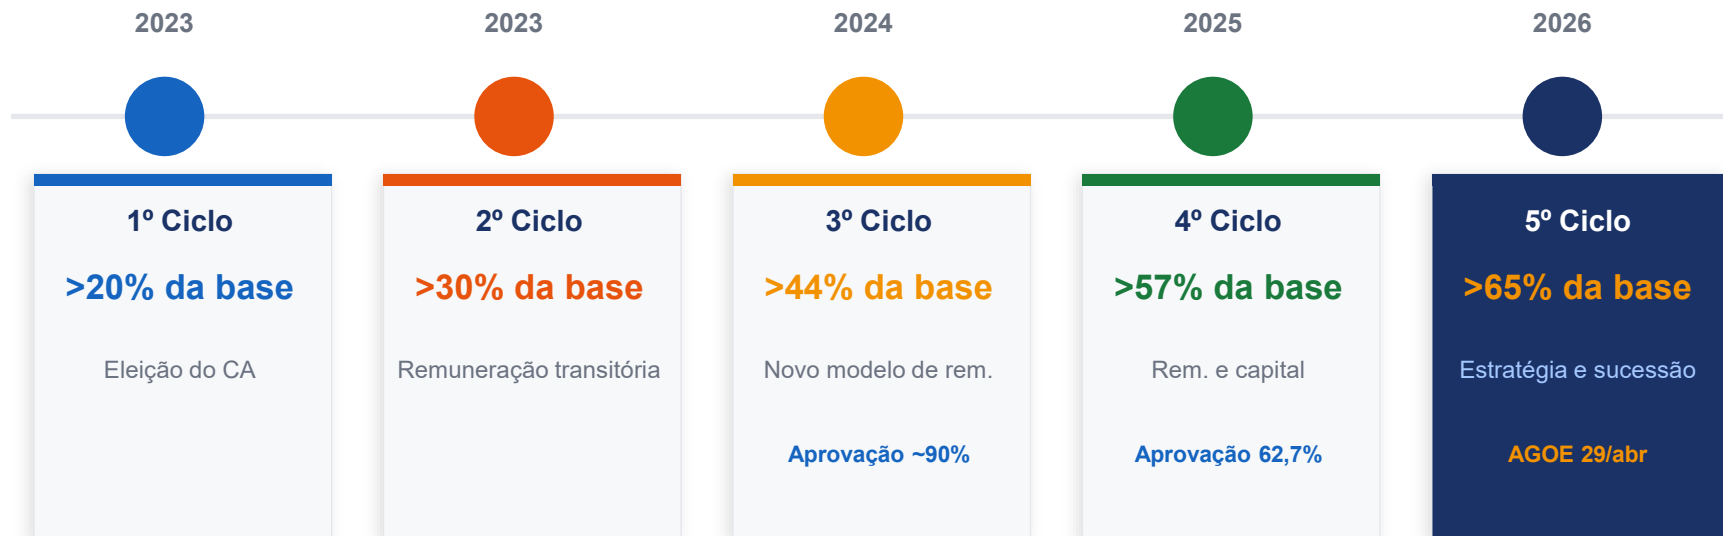 2023
2023
2024
2025
2026
1º Ciclo
>20% da base
Eleição do CA
2º Ciclo
>30% da base
Remuneração transitória
3º Ciclo
>44% da base
Novo modelo de rem.
Aprovação ~90%
4º Ciclo
>57% da base
Rem. e capital
Aprovação 62,7%
5º Ciclo
>65% da base
Estratégia e sucessão
AGOE 29/abr